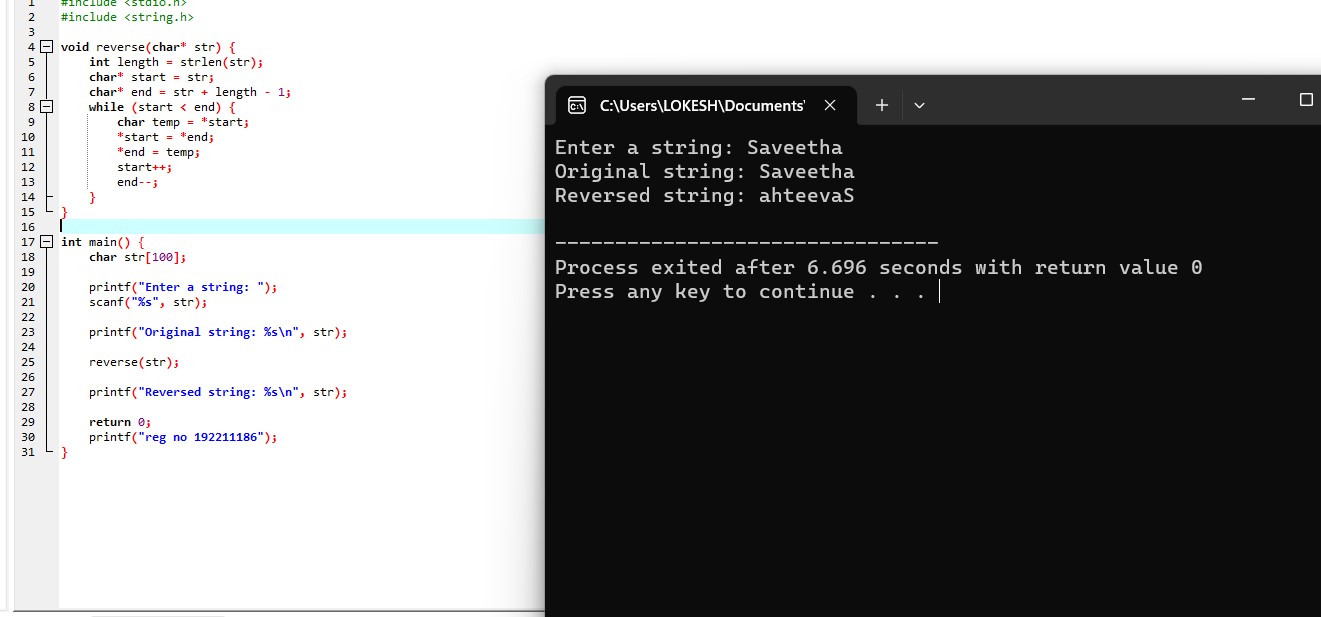 1 #include <stdio.h>
2 #include <string.h>
3
4 void reverse(char* str) {
5 int length = strlen(str);
6 char* start = str;
7 char* end = str + length - 1;
8 while (start < end) {
9 char temp = *start;
10 *start = *end;
11 *end = temp;
12 start++;
13 end--;
14 }
15 }
16
17 int main() {
18 char str[100];
19
20 printf("Enter a string: ");
21 scanf("%s", str);
22
23 printf("Original string: %s\n", str);
24
25 reverse(str);
26
27 printf("Reversed string: %s\n", str);
28
29 return 0;
30 printf("reg no 192211186");
31 }
C:\Users\LOKESH\Documents'
Enter a string: Saveetha
Original string: Saveetha
Reversed string: ahteevaS
--------------------------------
Process exited after 6.696 seconds with return value 0
Press any key to continue . . .